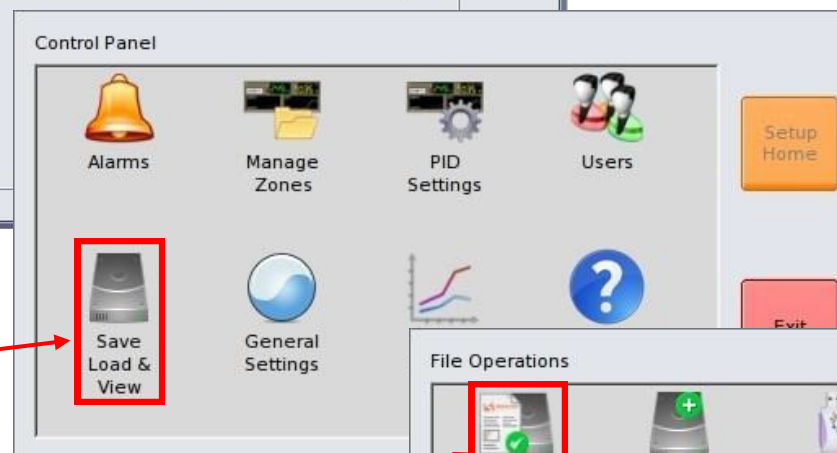 Control Panel
Alarms
Manage
Zones
PID
Settings
Users
Setup
Home
Save
Load &
View
General
Settings
Exit
File Operations